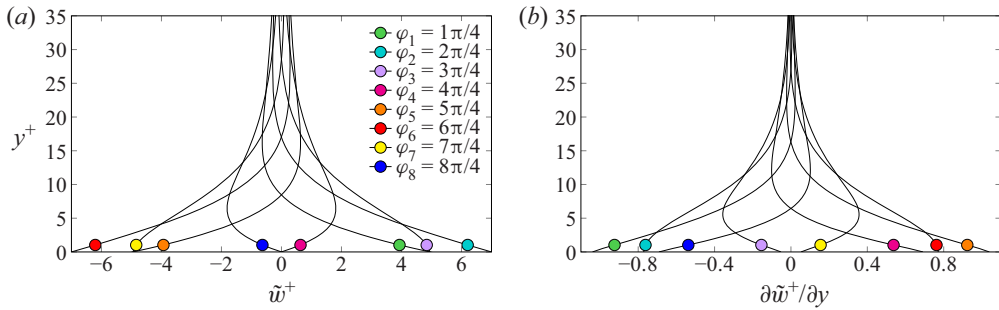 (a)
35
30
25
20
15
10
5
0
y⁺
−6
−4
−2
0
2
4
6
w̃⁺
φ₁ = 1π/4
φ₂ = 2π/4
φ₃ = 3π/4
φ₄ = 4π/4
φ₅ = 5π/4
φ₆ = 6π/4
φ₇ = 7π/4
φ₈ = 8π/4
(b)
35
30
25
20
15
10
5
0
−0.8
−0.4
0
0.4
0.8
∂w̃⁺/∂y